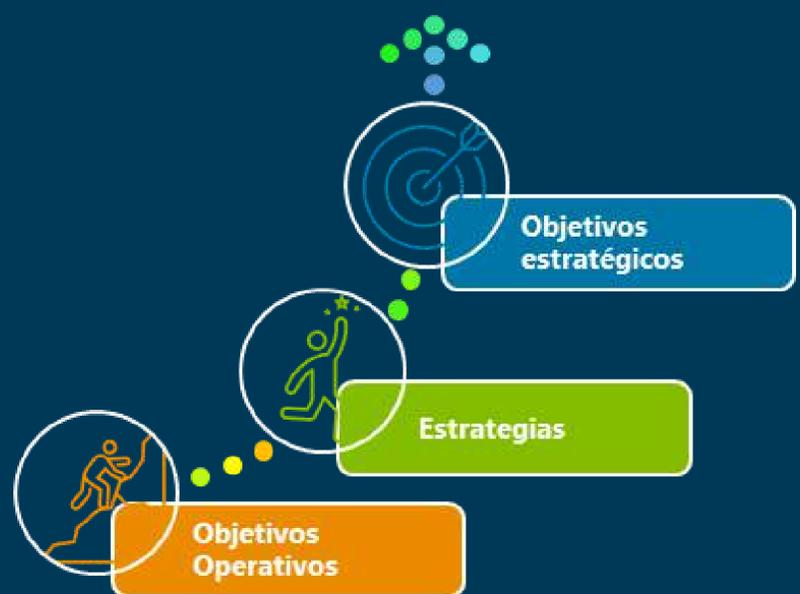 Objetivos
estratégicos
Estrategias
Objetivos
Operativos